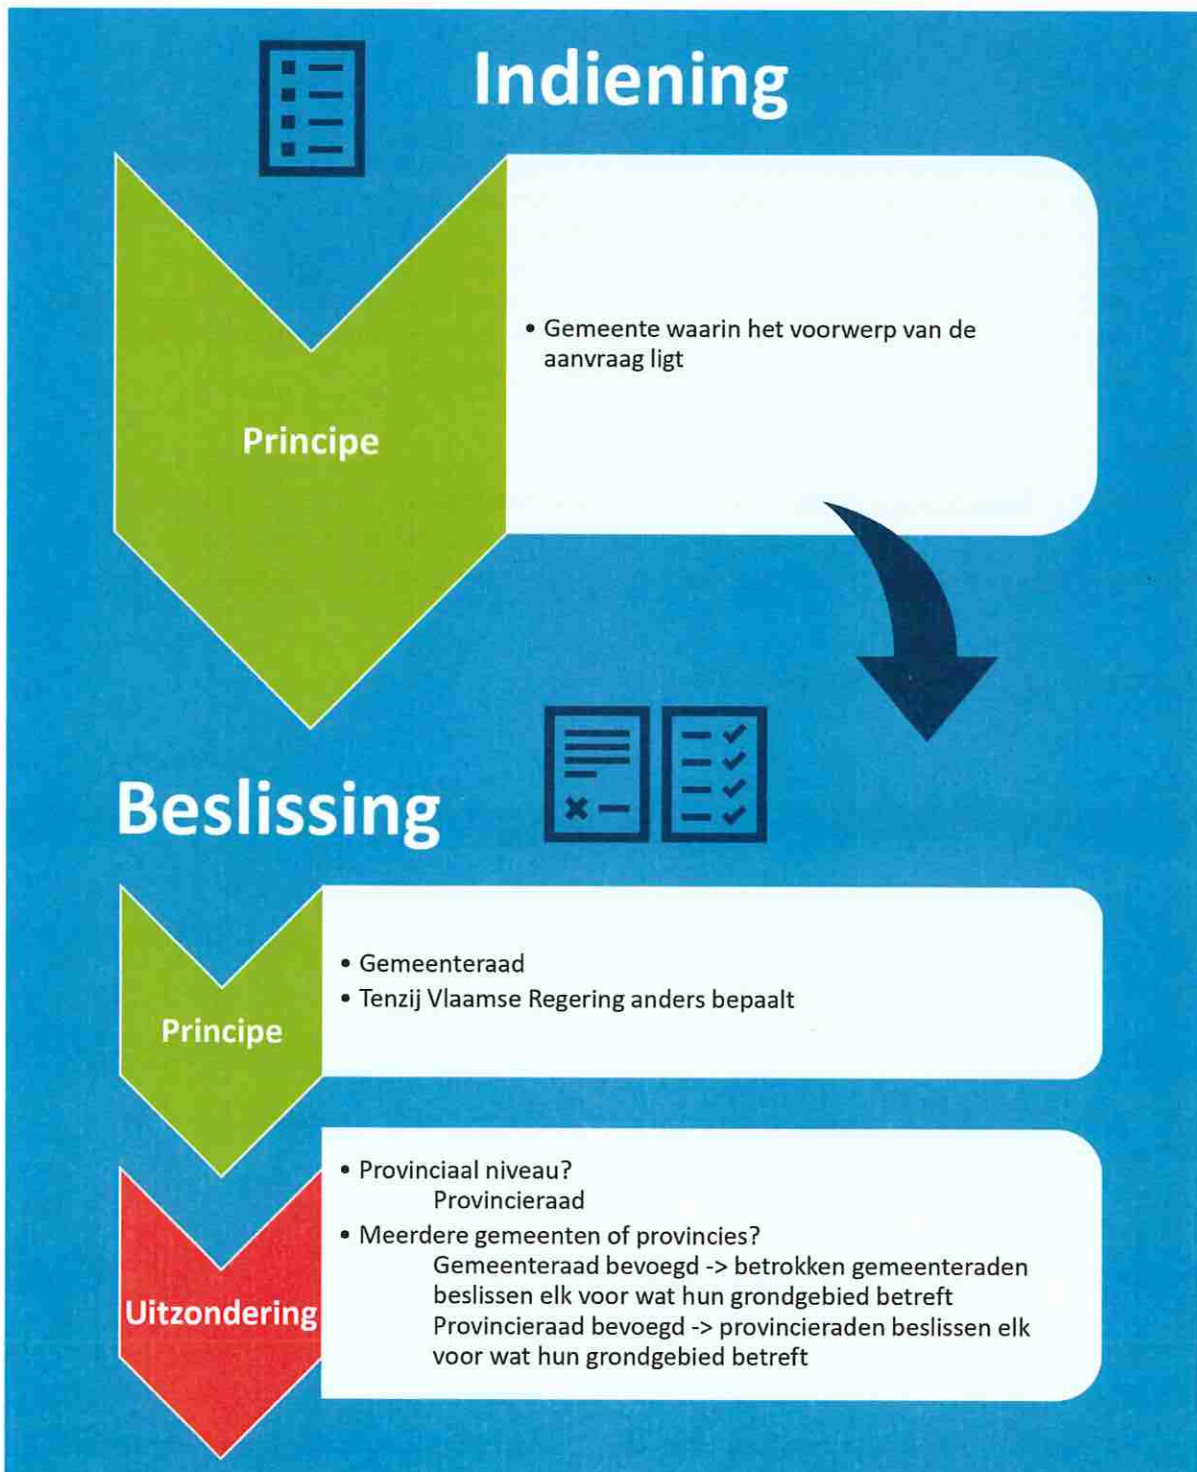 Indiening
Principe
• Gemeente waarin het voorwerp van de
aanvraag ligt
Beslissing
Principe
• Gemeenteraad
• Tenzij Vlaamse Regering anders bepaalt
Uitzondering
• Provinciaal niveau?
Provincieraad
• Meerdere gemeenten of provincies?
Gemeenteraad bevoegd -> betrokken gemeenteraden
beslissen elk voor wat hun grondgebied betreft
Provincieraad bevoegd -> provincieraden beslissen elk
voor wat hun grondgebied betreft